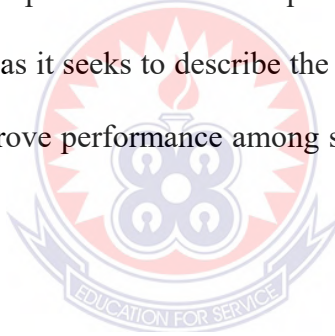 as it seeks to describe the
rove performance among s
EDUCATION FOR SERVICE